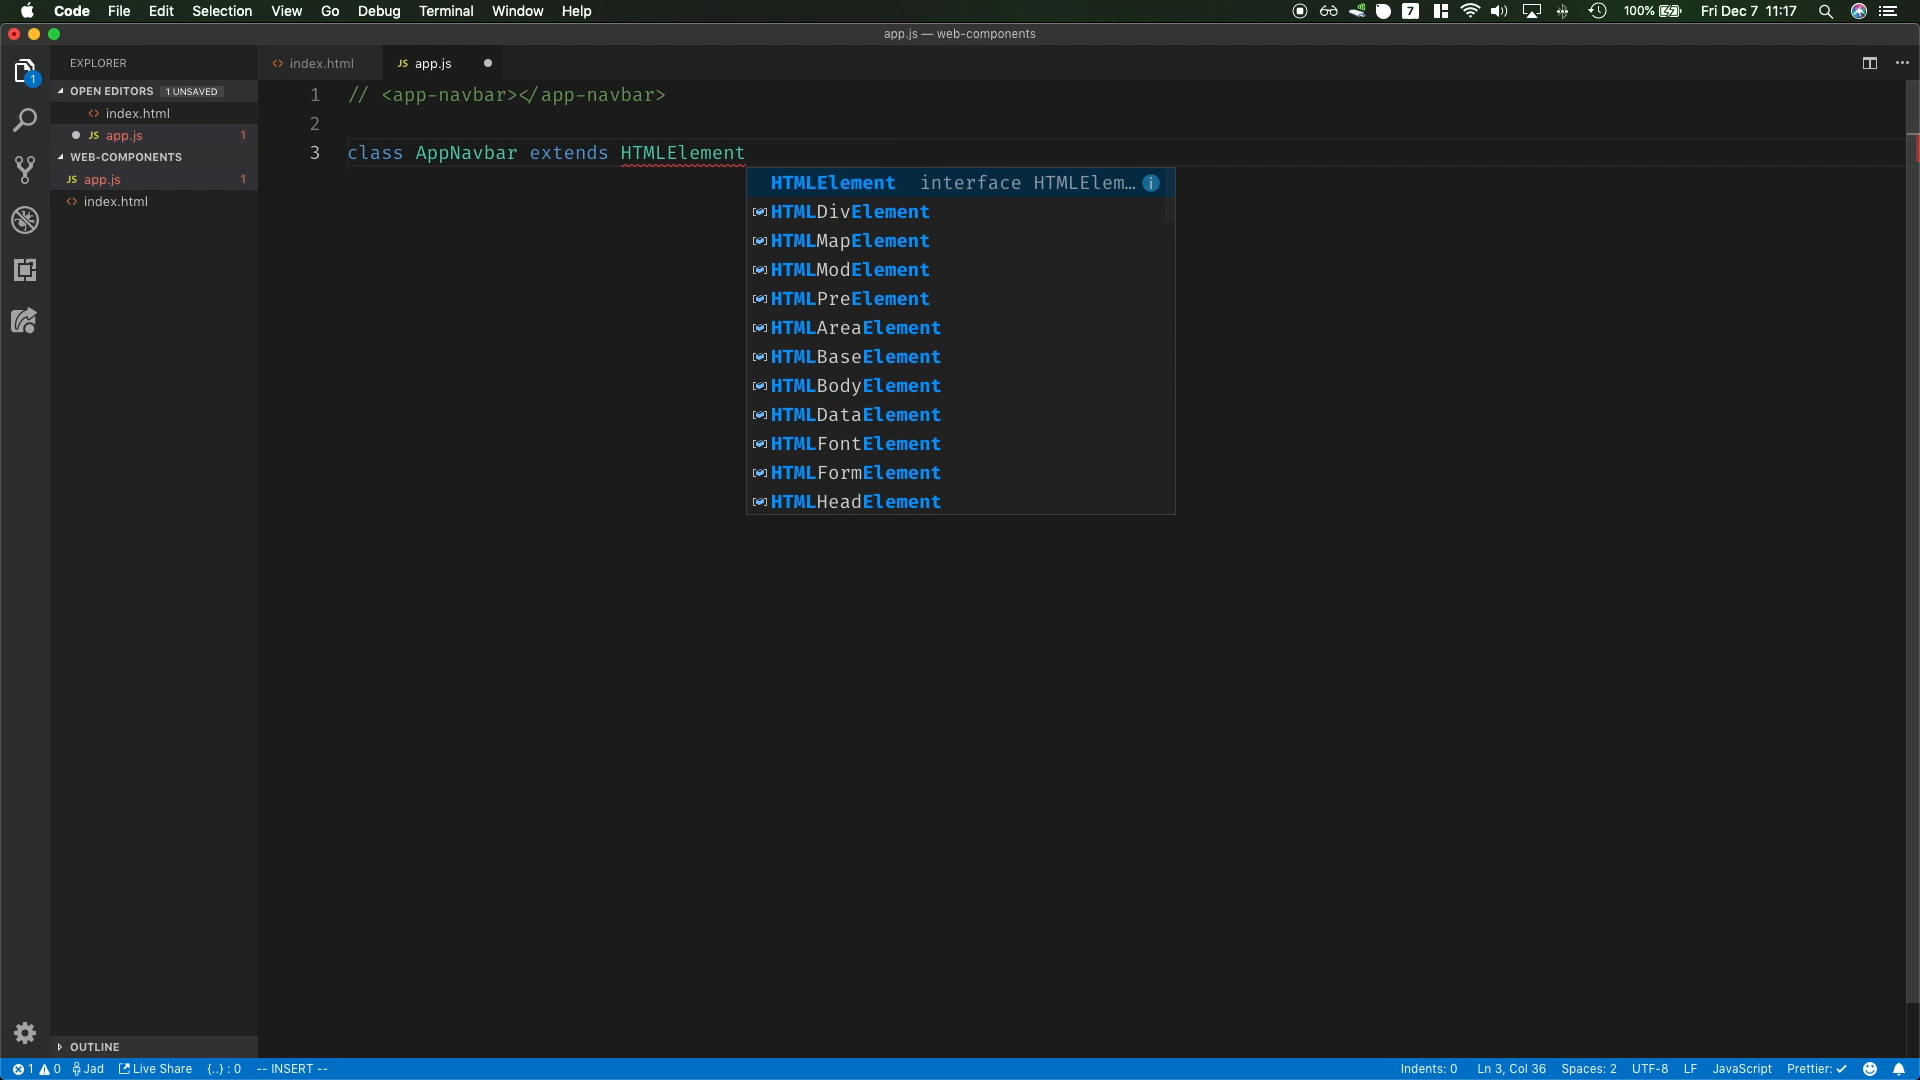 Code File Edit Selection View Go Debug Terminal Window Help
7 100% Fri Dec 7 11:17
app.js — web-components
EXPLORER
<> index.html
JS app.js
OPEN EDITORS 1 UNSAVED
<> index.html
JS app.js 1
WEB-COMPONENTS
JS app.js 1
<> index.html
OUTLINE
1
1 // <app-navbar></app-navbar>
2
3 class AppNavbar extends HTMLElement
HTMLElement interface HTMLElem…
HTMLDivElement
HTMLMapElement
HTMLModElement
HTMLPreElement
HTMLAreaElement
HTMLBaseElement
HTMLBodyElement
HTMLDataElement
HTMLFontElement
HTMLFormElement
HTMLHeadElement
1 0 Jad Live Share {..} : 0 -- INSERT --
Indents: 0 Ln 3, Col 36 Spaces: 2 UTF-8 LF JavaScript Prettier: ✓